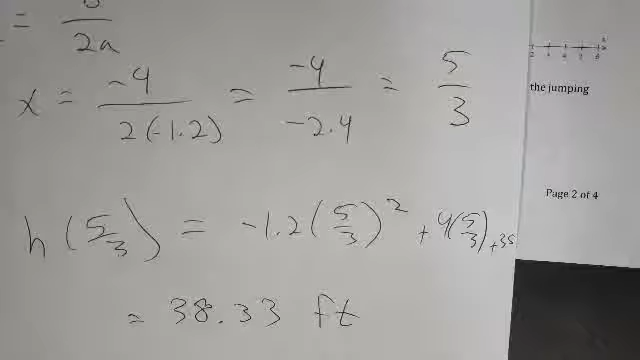 = b / 2a
x = -4 / 2(-1.2) = -4 / -2.4 = 5/3
the jumping
Page 2 of 4
h(5/3) = -1.2(5/3)² + 4(5/3) +35
= 38.33 ft